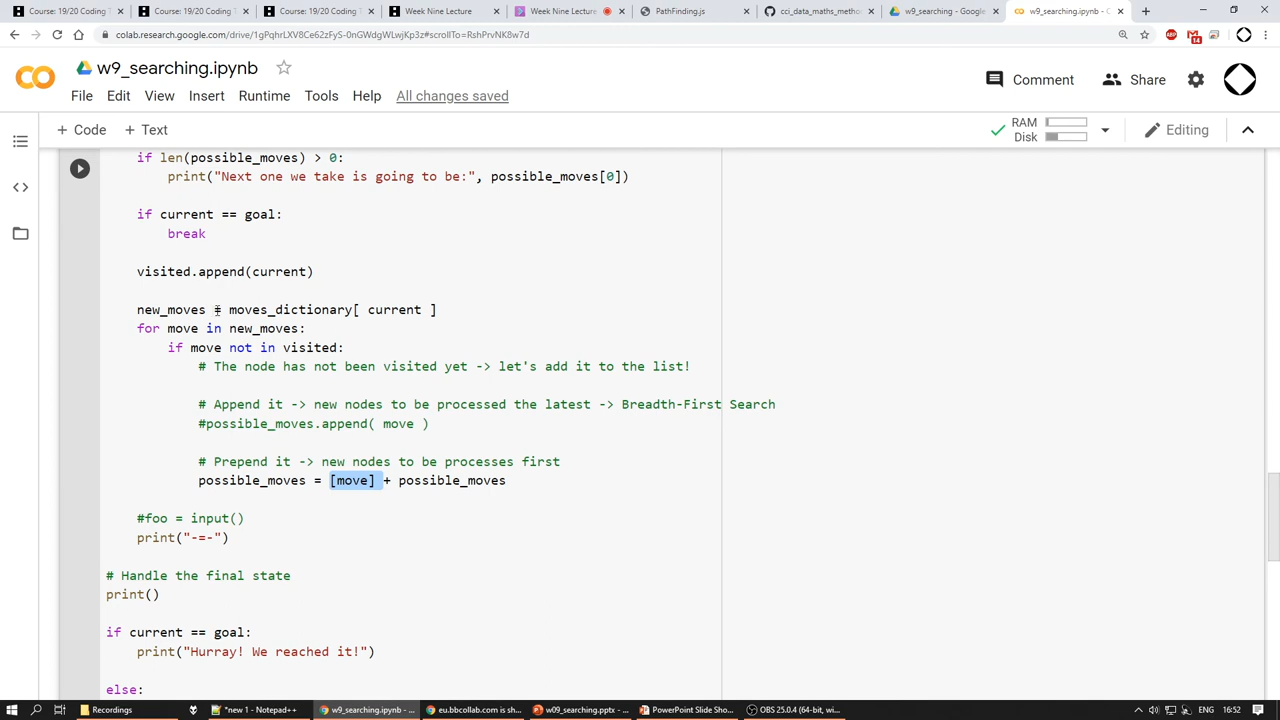 Course: 19/20 Coding T
Course: 19/20 Coding T
Course: 19/20 Coding T
Week Nine Lecture
Week Nine Lecture
PathFinding.js
cci_data_maths_metho
w9_searching - Google
w9_searching.ipynb - C
colab.research.google.com/drive/1gPqhrLXV8Ce62zFyS-0nGWdgWLwjKp3z#scrollTo=RshPrvNK8w7d
ABP
14
w9_searching.ipynb
Comment
Share
File Edit View Insert Runtime Tools Help All changes saved
+ Code + Text
RAM
Disk
Editing
if len(possible_moves) > 0:
print("Next one we take is going to be:", possible_moves[0])
if current == goal:
break
visited.append(current)
new_moves = moves_dictionary[ current ]
for move in new_moves:
if move not in visited:
# The node has not been visited yet -> let's add it to the list!
# Append it -> new nodes to be processed the latest -> Breadth-First Search
#possible_moves.append( move )
# Prepend it -> new nodes to be processes first
possible_moves = [move] + possible_moves
#foo = input()
print("-=-")
# Handle the final state
print()
if current == goal:
print("Hurray! We reached it!")
else:
Recordings
*new 1 - Notepad++
w9_searching.ipynb - ...
eu.bbcollab.com is sh...
w09_searching.pptx - ...
PowerPoint Slide Sho...
OBS 25.0.4 (64-bit, wi...
ENG
16:52